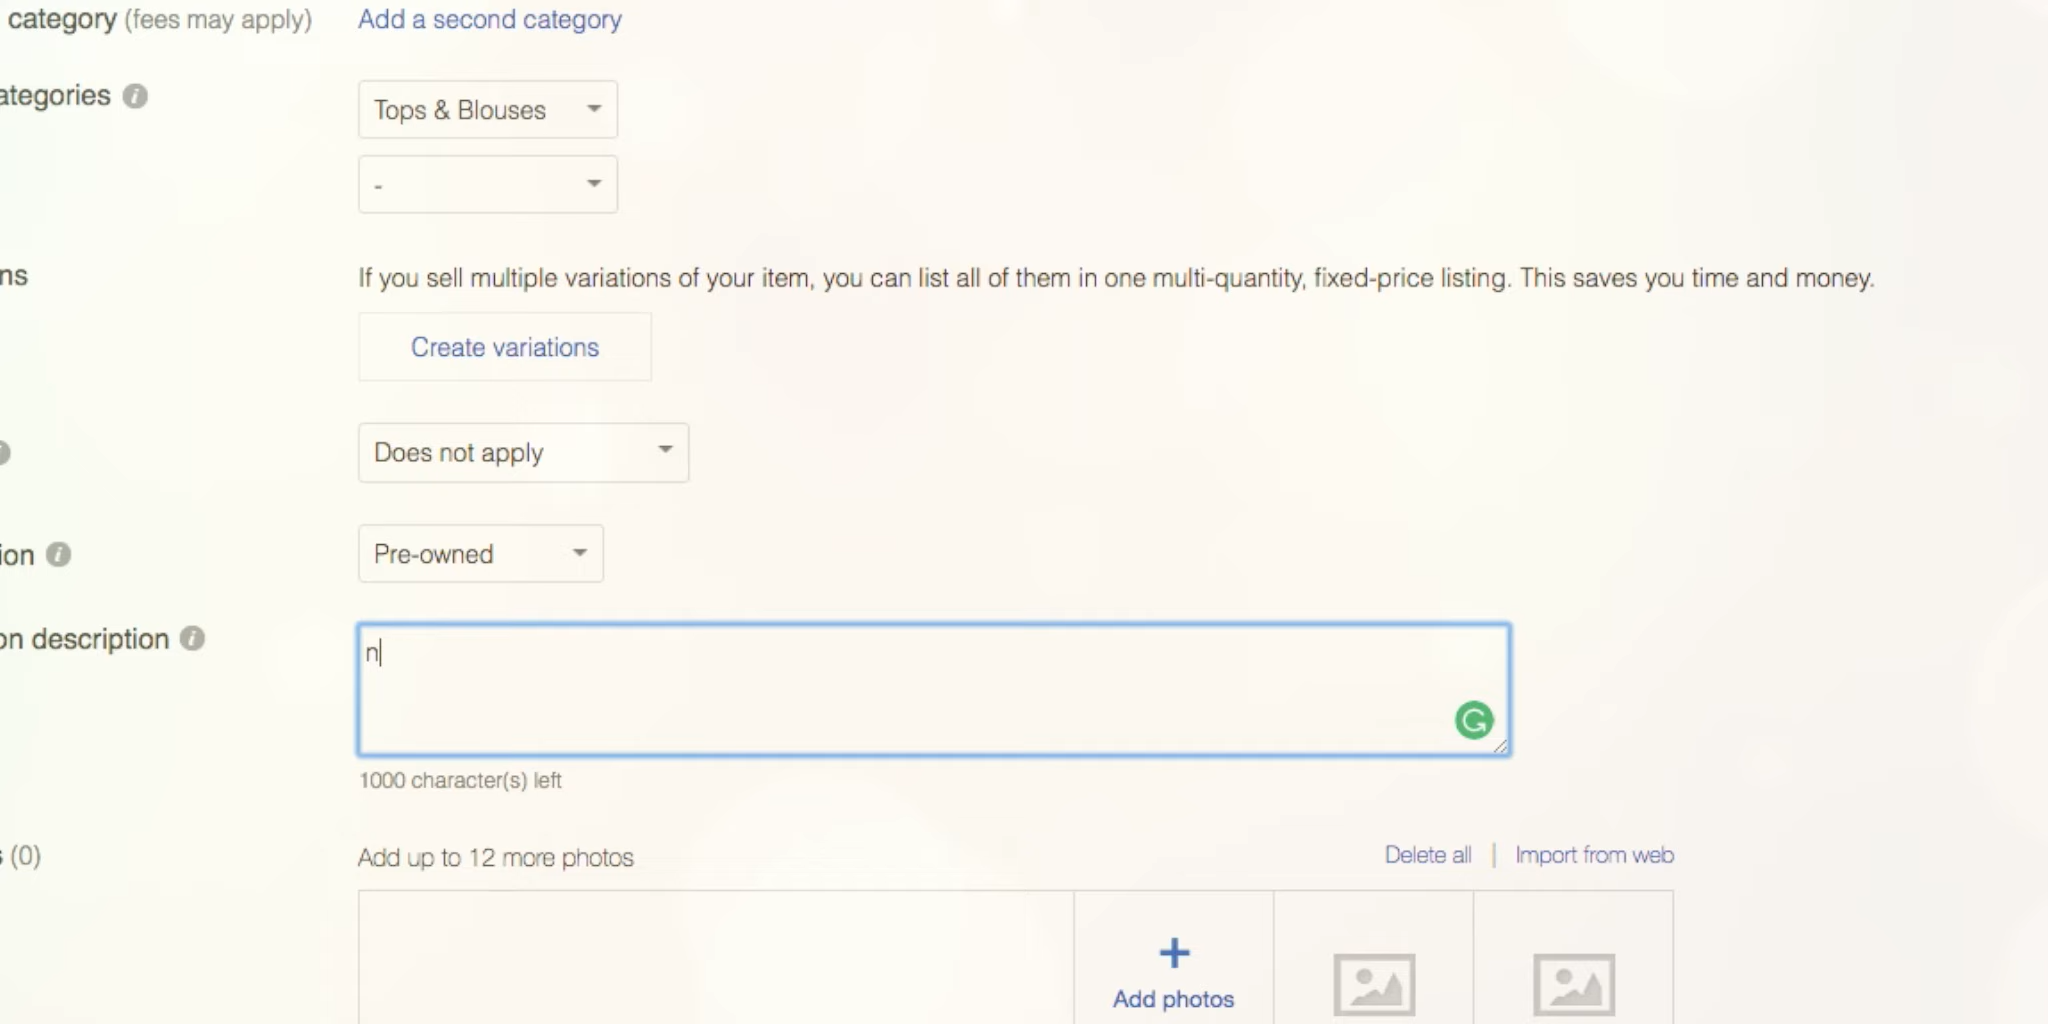 category (fees may apply) Add a second category
ategories
Tops & Blouses
-
ns If you sell multiple variations of your item, you can list all of them in one multi-quantity, fixed-price listing. This saves you time and money.
Create variations
Does not apply
ion Pre-owned
on description n
1000 character(s) left
s (0) Add up to 12 more photos Delete all | Import from web
Add photos